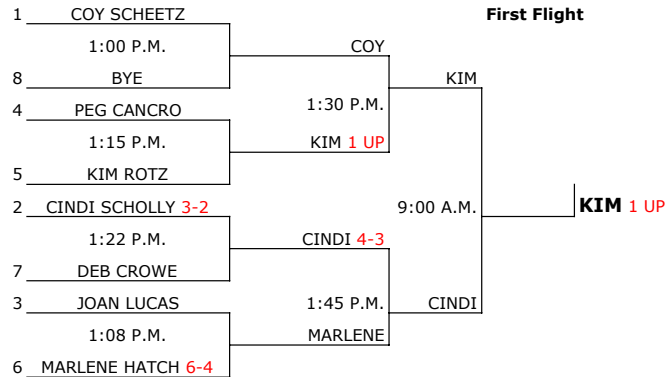 1 COY SCHEETZ
First Flight
1:00 P.M.
COY
8 BYE
KIM
4 PEG CANCRO
1:30 P.M.
1:15 P.M.
KIM 1 UP
5 KIM ROTZ
2 CINDI SCHOLLY 3-2
9:00 A.M.
KIM 1 UP
1:22 P.M.
CINDI 4-3
7 DEB CROWE
3 JOAN LUCAS
1:45 P.M.
CINDI
1:08 P.M.
MARLENE
6 MARLENE HATCH 6-4